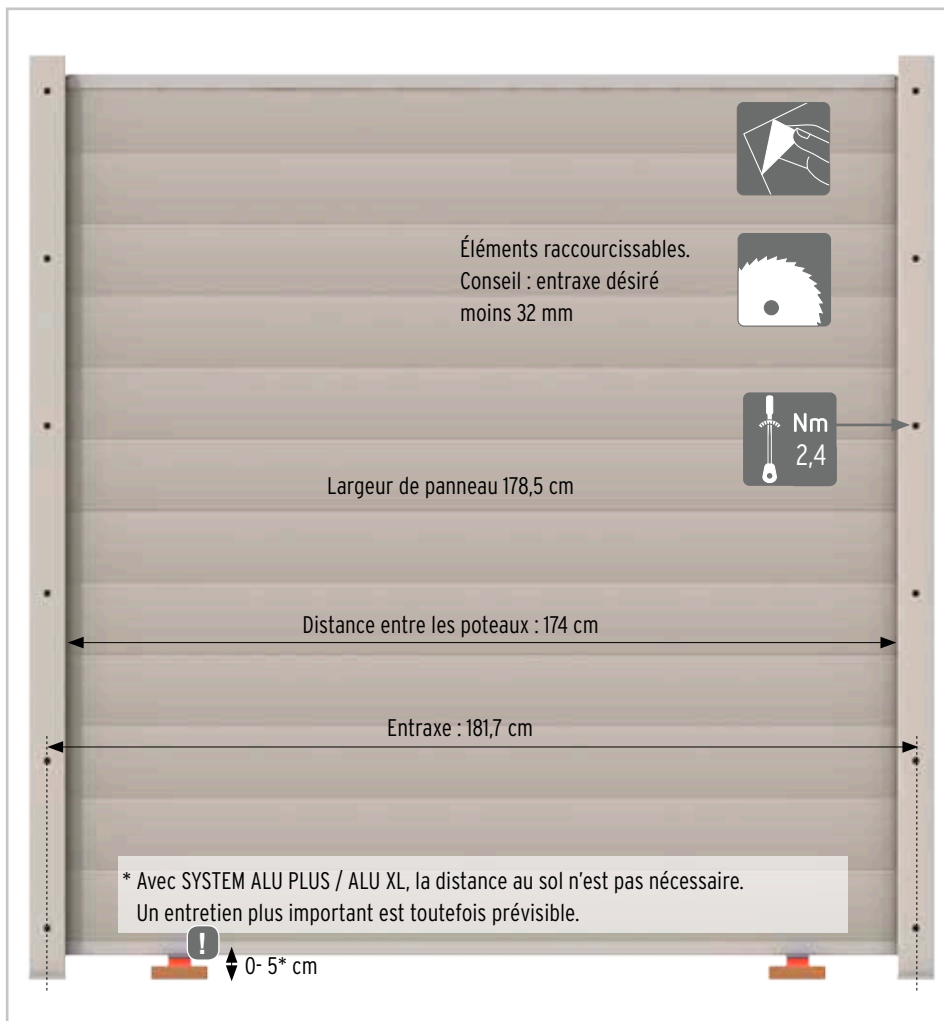 Éléments raccourcissables.
Conseil : entraxe désiré
moins 32 mm
Nm
2,4
Largeur de panneau 178,5 cm
Distance entre les poteaux : 174 cm
Entraxe : 181,7 cm
* Avec SYSTEM ALU PLUS / ALU XL, la distance au sol n'est pas nécessaire.
Un entretien plus important est toutefois prévisible.
!
0- 5* cm